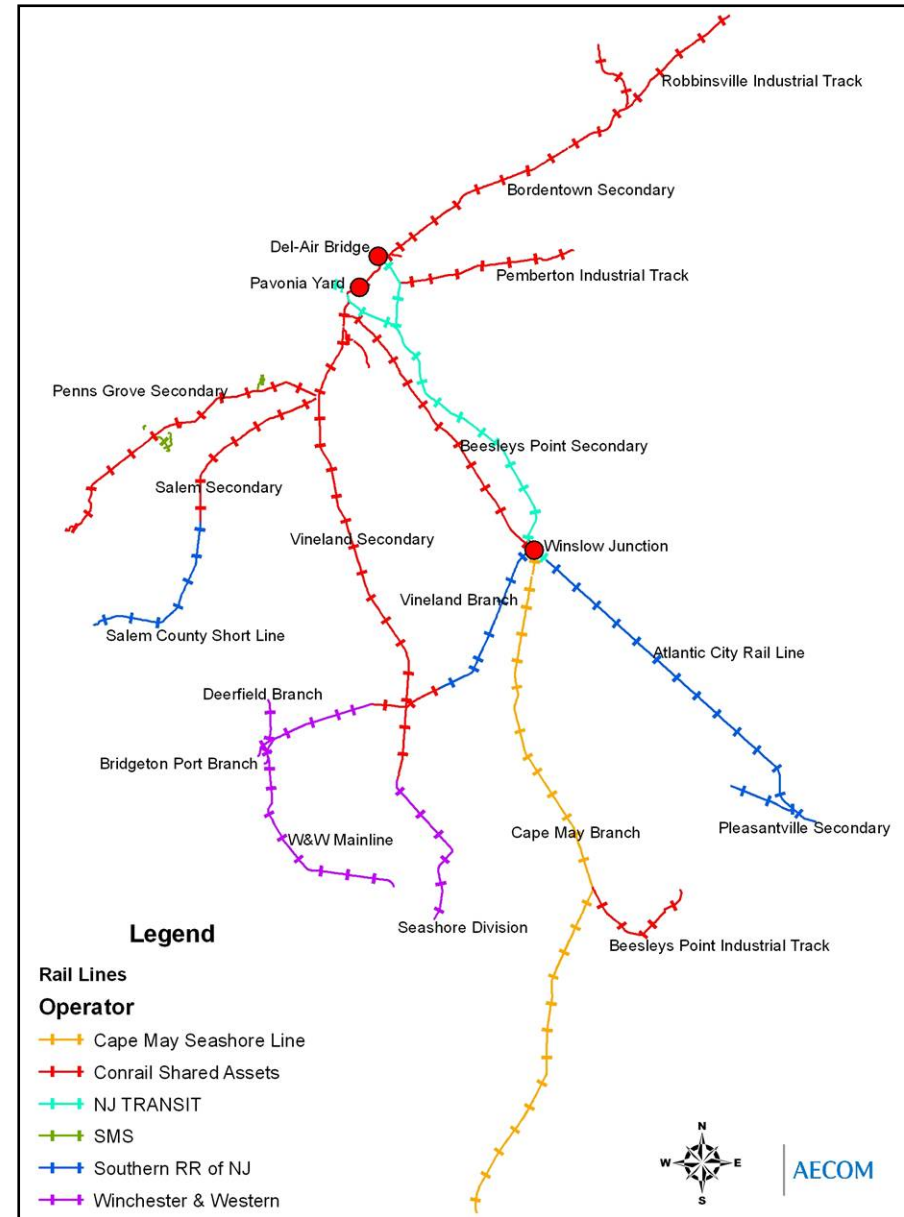 Robbinsville Industrial Track
Bordentown Secondary
Del-Air Bridge
Pemberton Industrial Track
Pavonia Yard
Penns Grove Secondary
Beesleys Point Secondary
Salem Secondary
Vineland Secondary
Winslow Junction
Vineland Branch
Salem County Short Line
Atlantic City Rail Line
Deerfield Branch
Bridgeton Port Branch
Pleasantville Secondary
Cape May Branch
W&W Mainline
Seashore Division
Beesleys Point Industrial Track
Legend
Rail Lines
Operator
Cape May Seashore Line
Conrail Shared Assets
NJ TRANSIT
SMS
Southern RR of NJ
Winchester & Western
N
W E
S
AECOM